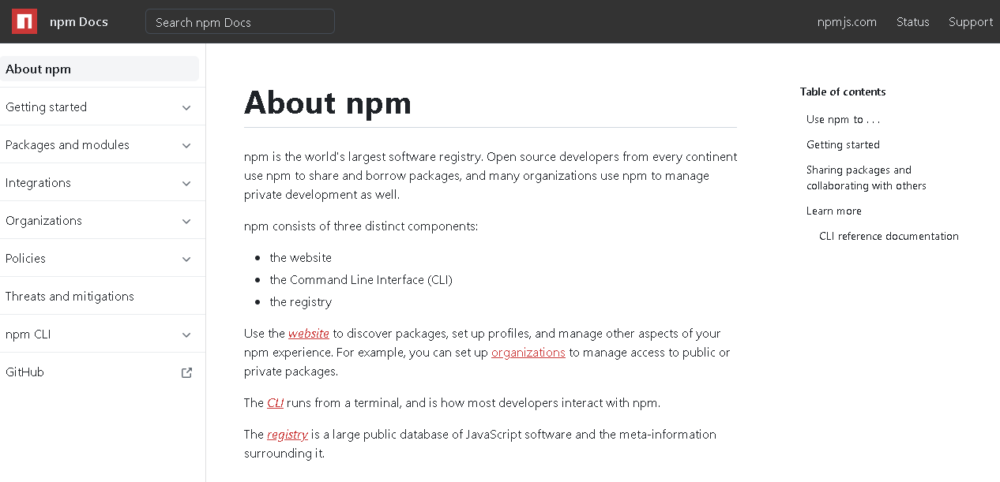 npm Docs
Search npm Docs
npmjs.com
Status
Support
About npm
Getting started
Packages and modules
Integrations
Organizations
Policies
Threats and mitigations
npm CLI
GitHub
About npm
npm is the world's largest software registry. Open source developers from every continent
use npm to share and borrow packages, and many organizations use npm to manage
private development as well.
npm consists of three distinct components:
the website
the Command Line Interface (CLI)
the registry
Use the website to discover packages, set up profiles, and manage other aspects of your
npm experience. For example, you can set up organizations to manage access to public or
private packages.
The CLI runs from a terminal, and is how most developers interact with npm.
The registry is a large public database of JavaScript software and the meta-information
surrounding it.
Table of contents
Use npm to . . .
Getting started
Sharing packages and
collaborating with others
Learn more
CLI reference documentation